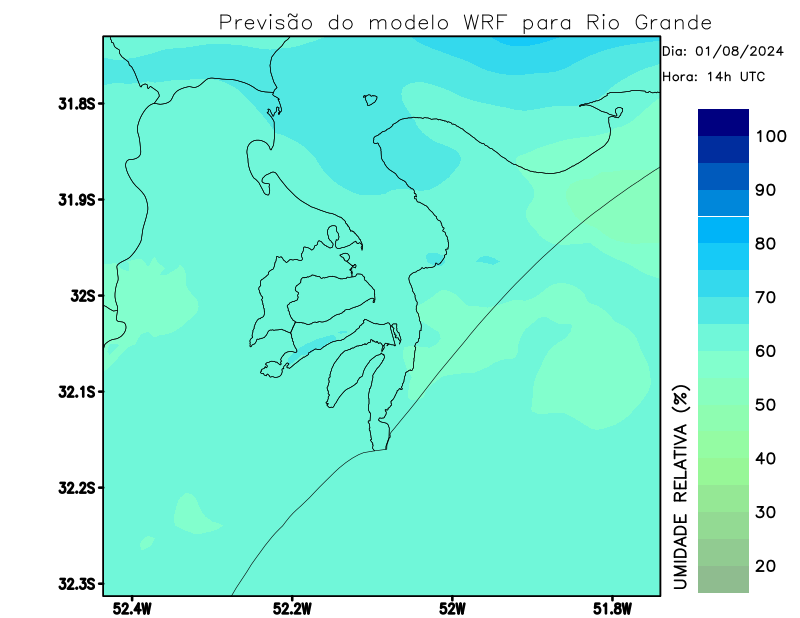 Previsão do modelo WRF para Rio Grande
Dia: 01/08/2024
Hora: 14h UTC
31.8S
31.9S
32S
32.1S
32.2S
32.3S
52.4W
52.2W
52W
51.8W
100
90
80
70
60
50
40
30
20
UMIDADE RELATIVA (%)